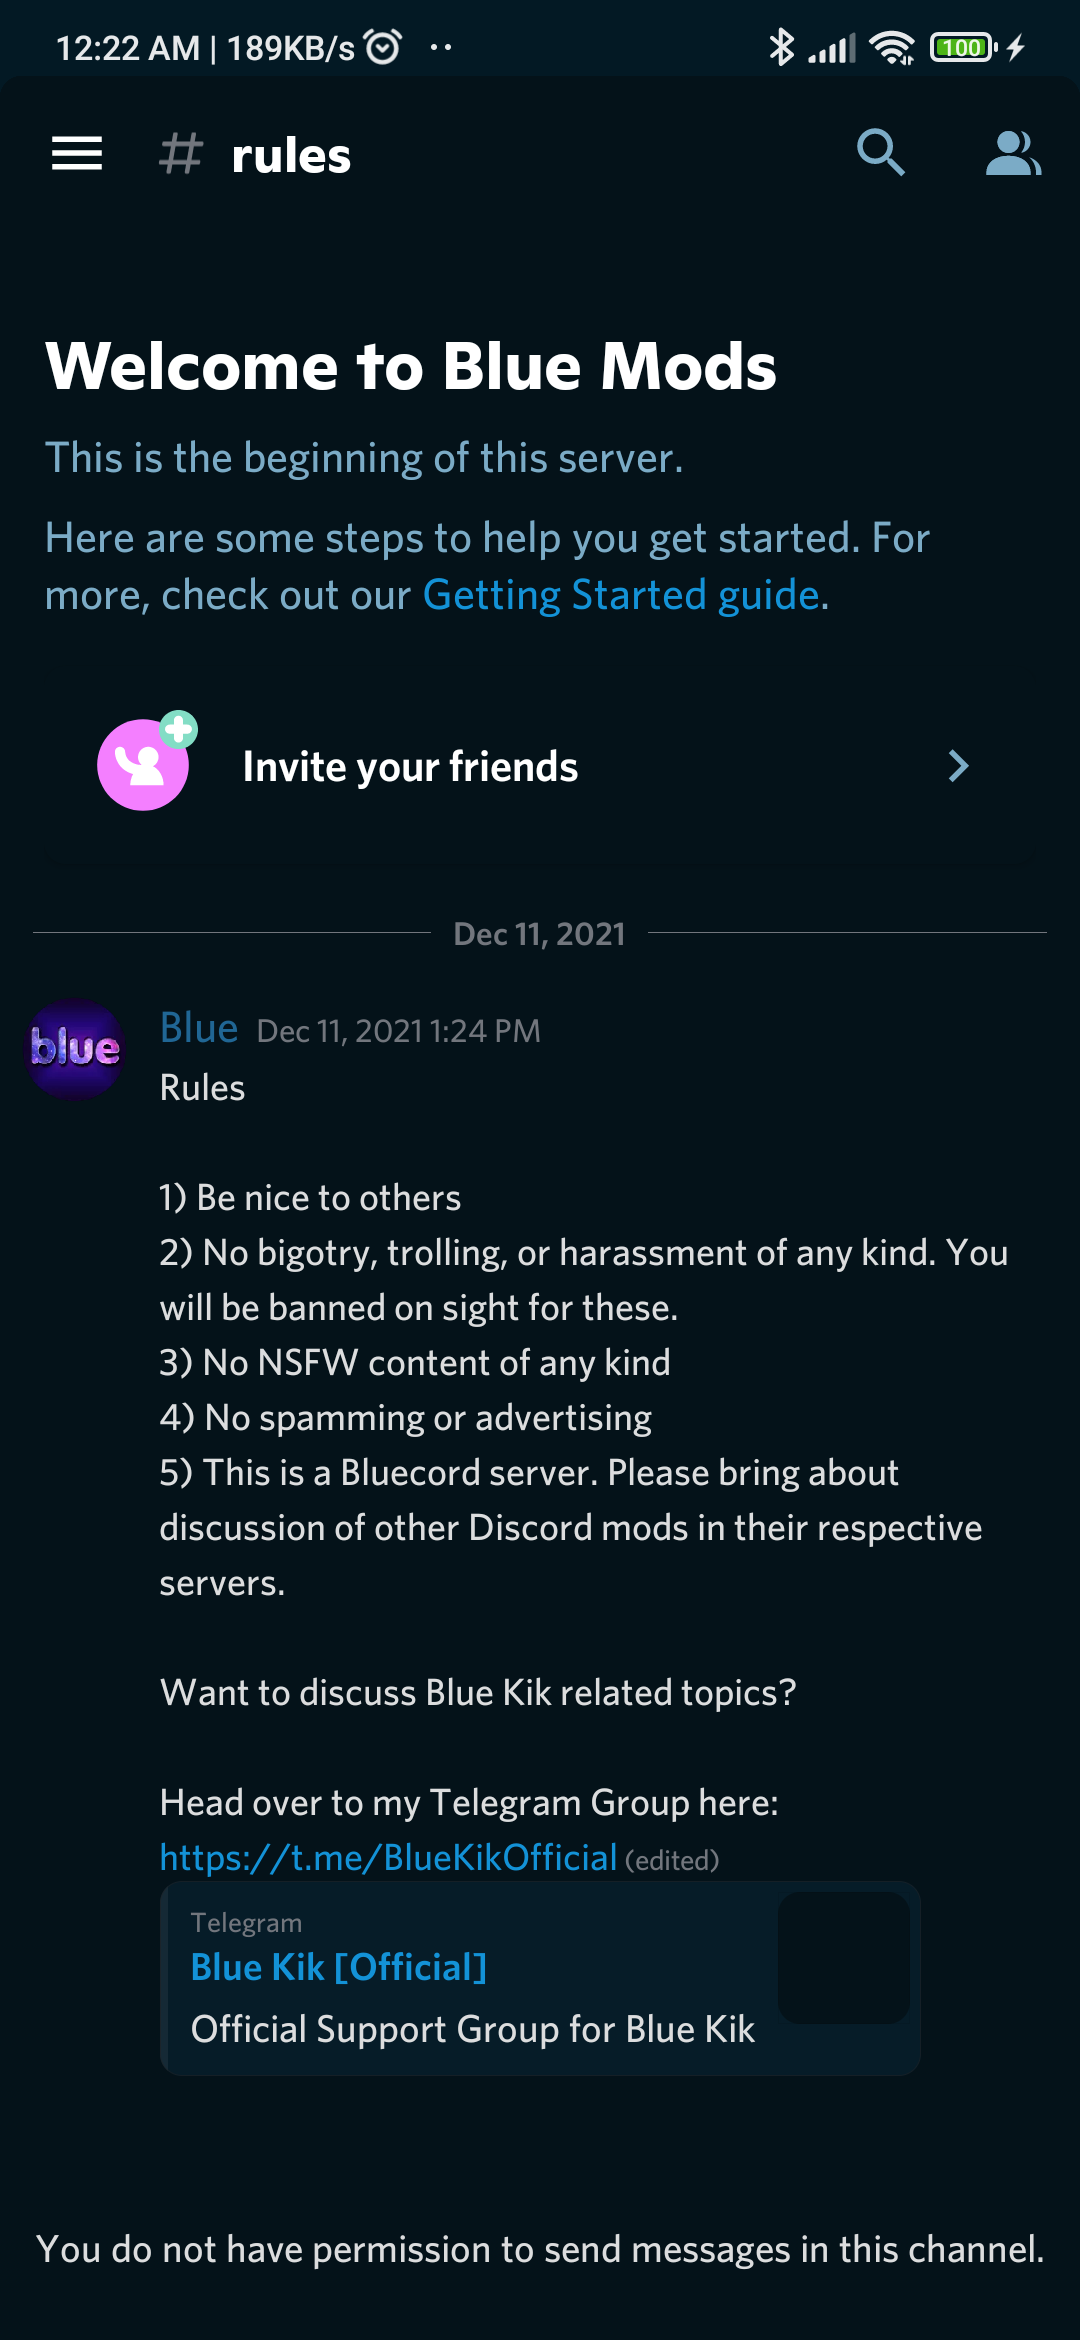 12:22 AM | 189KB/s
100
# rules
Welcome to Blue Mods
This is the beginning of this server.
Here are some steps to help you get started. For
more, check out our Getting Started guide.
Invite your friends
Dec 11, 2021
blue
Blue Dec 11, 2021 1:24 PM
Rules
1) Be nice to others
2) No bigotry, trolling, or harassment of any kind. You
will be banned on sight for these.
3) No NSFW content of any kind
4) No spamming or advertising
5) This is a Bluecord server. Please bring about
discussion of other Discord mods in their respective
servers.
Want to discuss Blue Kik related topics?
Head over to my Telegram Group here:
https://t.me/BlueKikOfficial (edited)
Telegram
Blue Kik [Official]
Official Support Group for Blue Kik
You do not have permission to send messages in this channel.